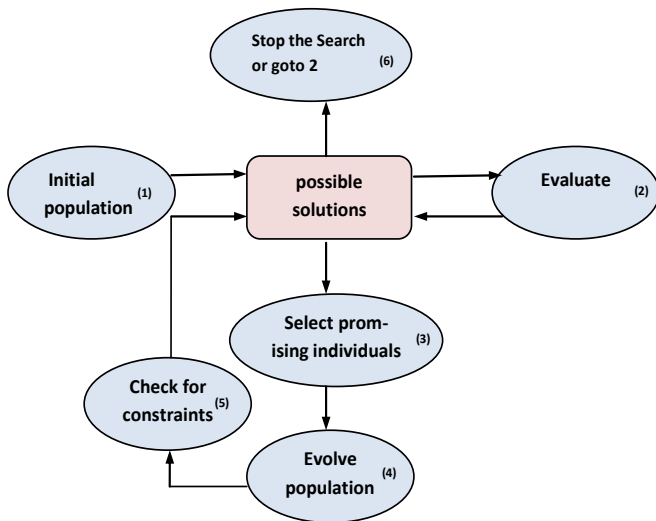 Stop the Search
or goto 2 (6)
Initial
population (1)
possible
solutions
Evaluate (2)
Select prom-
ising individuals (3)
Check for
constraints (5)
Evolve
population (4)